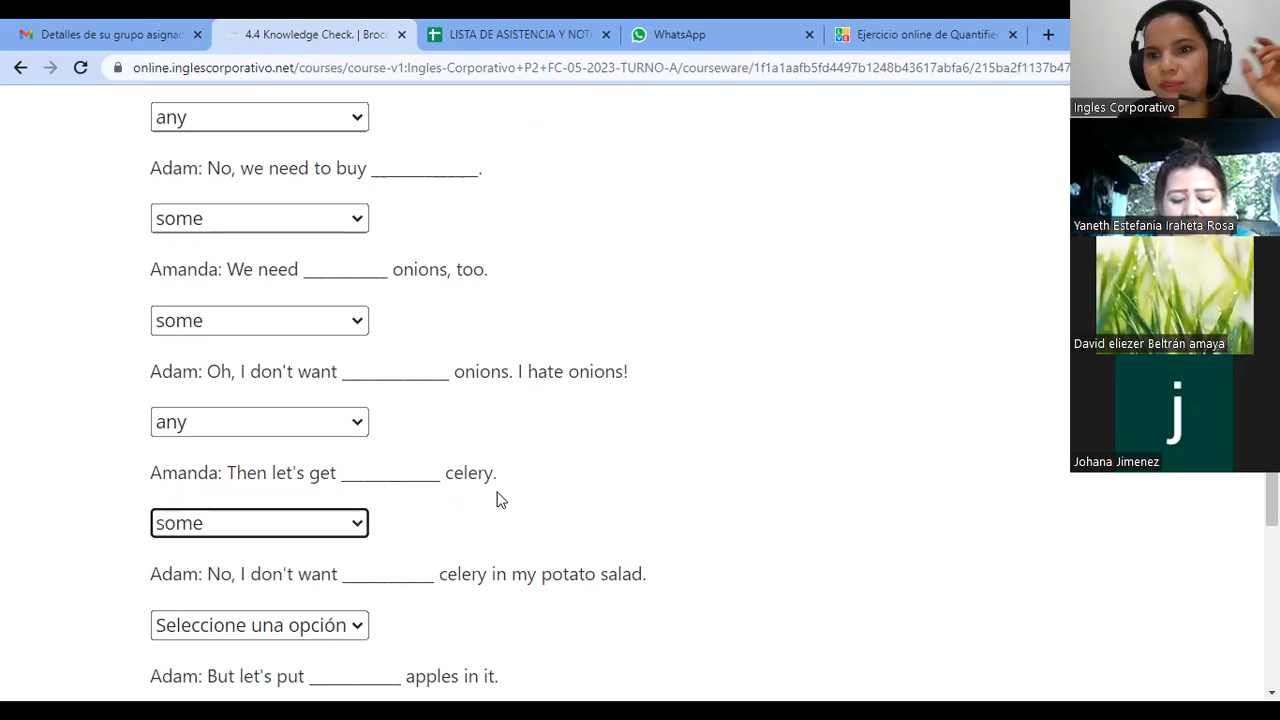 Detalles de su grupo asignad
4.4 Knowledge Check. | Broc
LISTA DE ASISTENCIA Y NOTA
WhatsApp
Ejercicio online de Quantifie
online.inglescorporativo.net/courses/course-v1:Ingles-Corporativo+P2+FC-05-2023-TURNO-A/courseware/1f1a1aafb5fd4497b1248b43617abfa6/215ba2f1137b47
any
Adam: No, we need to buy ____________.
some
Amanda: We need _________ onions, too.
some
Adam: Oh, I don't want ____________ onions. I hate onions!
any
Amanda: Then let's get ___________ celery.
some
Adam: No, I don't want __________ celery in my potato salad.
Seleccione una opción
Adam: But let's put __________ apples in it.
Ingles Corporativo
Yaneth Estefania Iraheta Rosa
David eliezer Beltrán amaya
j
Johana Jimenez